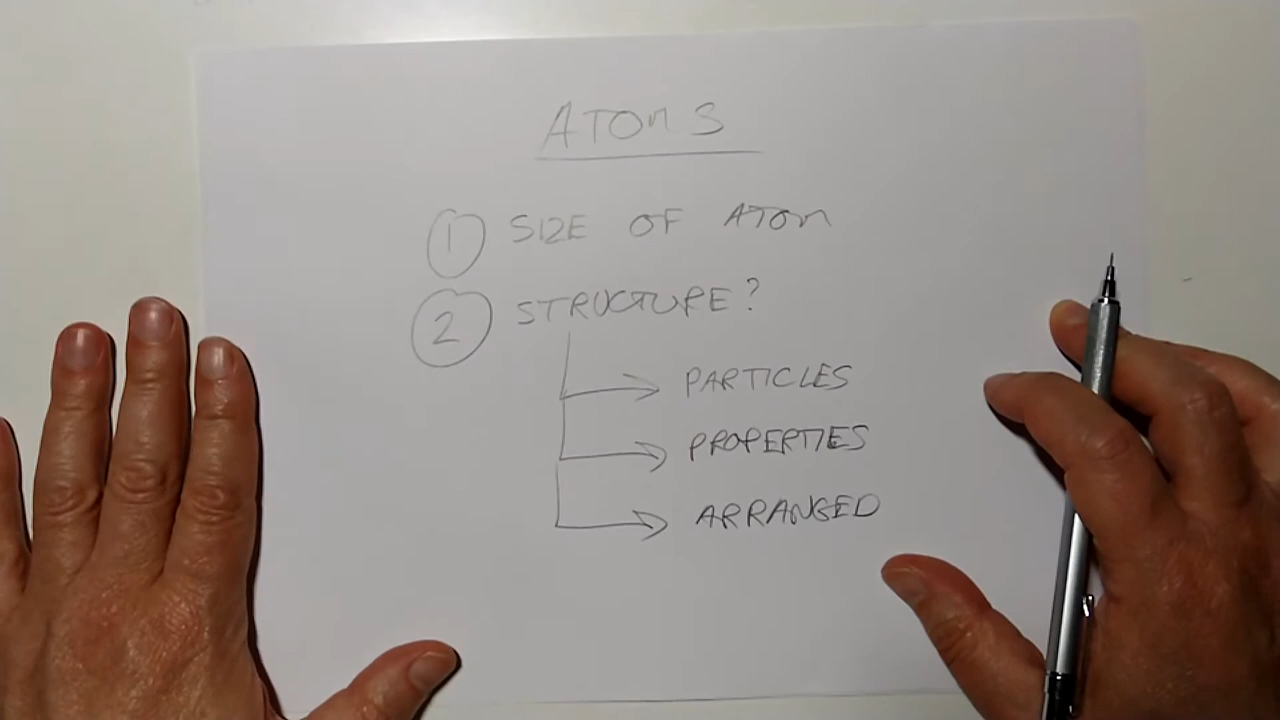 ATOMS
① SIZE OF ATOM
② STRUCTURE?
PARTICLES
PROPERTIES
ARRANGED